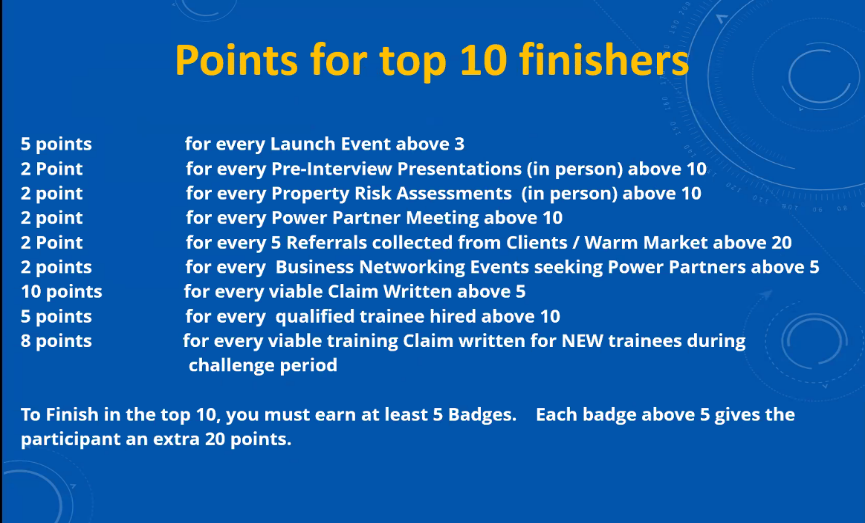 Points for top 10 finishers
5 points for every Launch Event above 3
2 Point for every Pre-Interview Presentations (in person) above 10
2 point for every Property Risk Assessments (in person) above 10
2 point for every Power Partner Meeting above 10
2 Point for every 5 Referrals collected from Clients / Warm Market above 20
2 points for every Business Networking Events seeking Power Partners above 5
10 points for every viable Claim Written above 5
5 points for every qualified trainee hired above 10
8 points for every viable training Claim written for NEW trainees during
challenge period
To Finish in the top 10, you must earn at least 5 Badges. Each badge above 5 gives the
participant an extra 20 points.